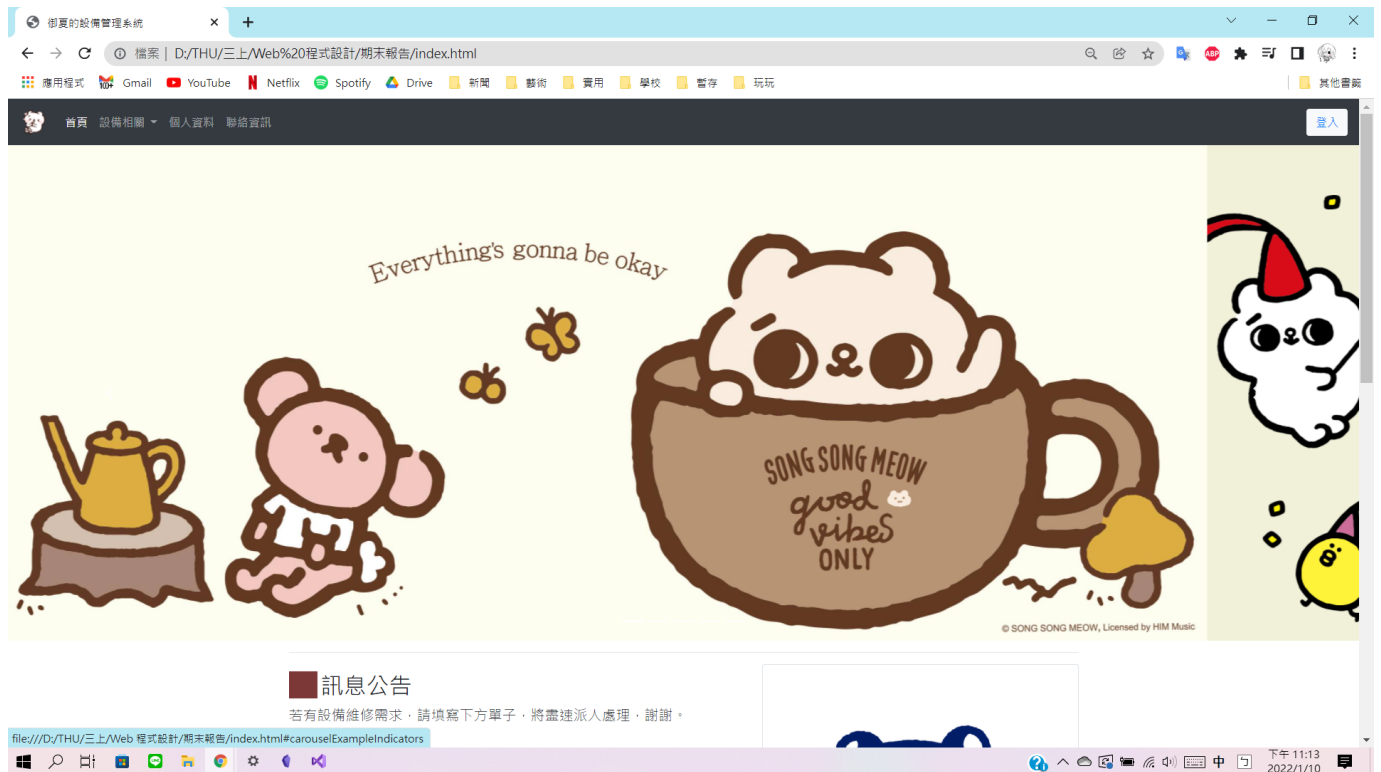 御夏的設備管理系統
檔案 | D:/THU/三上/Web%20程式設計/期末報告/index.html
ABP
應用程式 Gmail YouTube Netflix Spotify Drive 新聞 藝術 實用 學校 暫存 玩玩 其他書籤
首頁 設備相關 個人資料 聯絡資訊 登入
Everything's gonna be okay
SONG SONG MEOW
good
vibes
ONLY
© SONG SONG MEOW, Licensed by HIM Music
訊息公告
若有設備維修需求，請填寫下方單子，將盡速派人處理，謝謝。
file:///D:/THU/三上/Web 程式設計/期末報告/index.html#carouselExampleIndicators
中 下午 11:13
2022/1/10